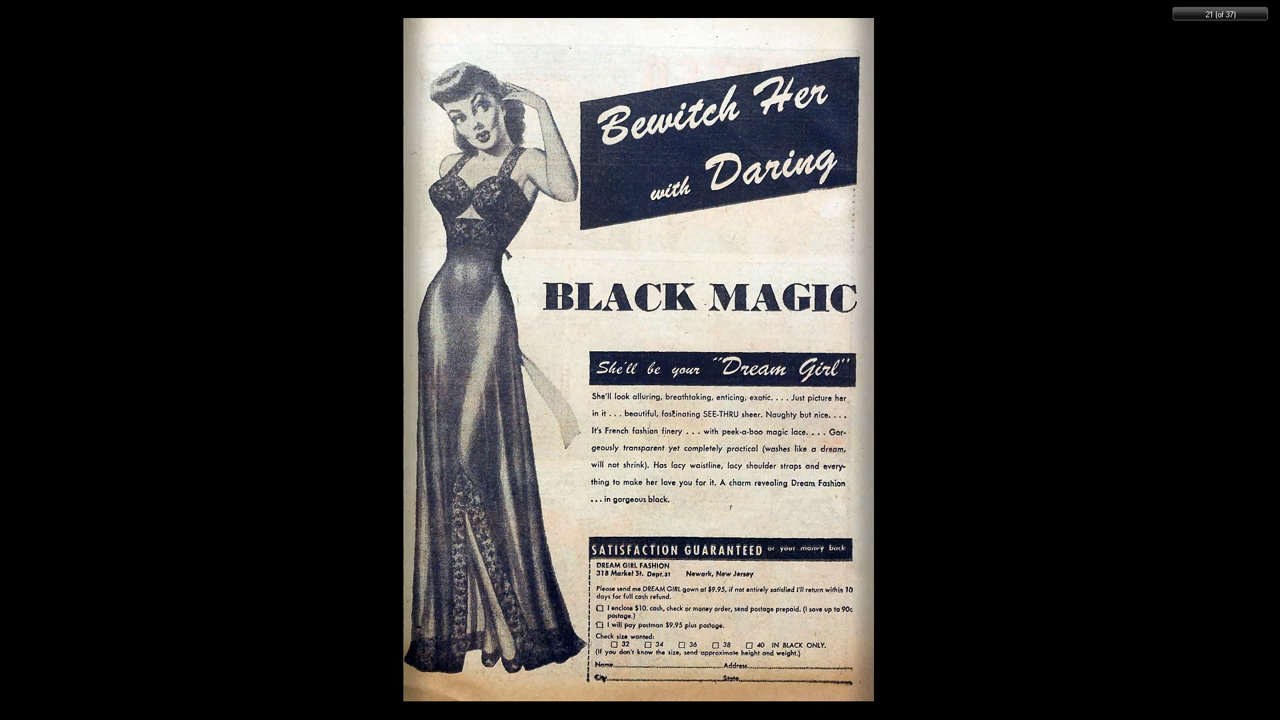 21 (of 37)
Bewitch Her
with Daring
BLACK MAGIC
She'll be your "Dream Girl"
She'll look alluring, breathtaking, enticing, exotic. . . . Just picture her
in it . . . beautiful, fascinating SEE-THRU sheer. Naughty but nice. . . .
It's French fashion finery . . . with peek-a-boo magic lace. . . . Gor-
geously transparent yet completely practical (washes like a dream,
will not shrink). Has lacy waistline, lacy shoulder straps and every-
thing to make her love you for it. A charm revealing Dream Fashion
. . . in gorgeous black.
SATISFACTION GUARANTEED or your money back
DREAM GIRL FASHION
318 Market St. Dept. 31 Newark, New Jersey
Please send me DREAM GIRL gown at $9.95, if not entirely satisfied I'll return within 10
days for full cash refund.
I enclose $10. cash, check or money order, send postage prepaid. (I save up to 90c
postage.)
I will pay postman $9.95 plus postage.
Check size wanted:
32 34 36 38 40 IN BLACK ONLY.
(If you don't know the size, send approximate height and weight.)
Name Address
City State